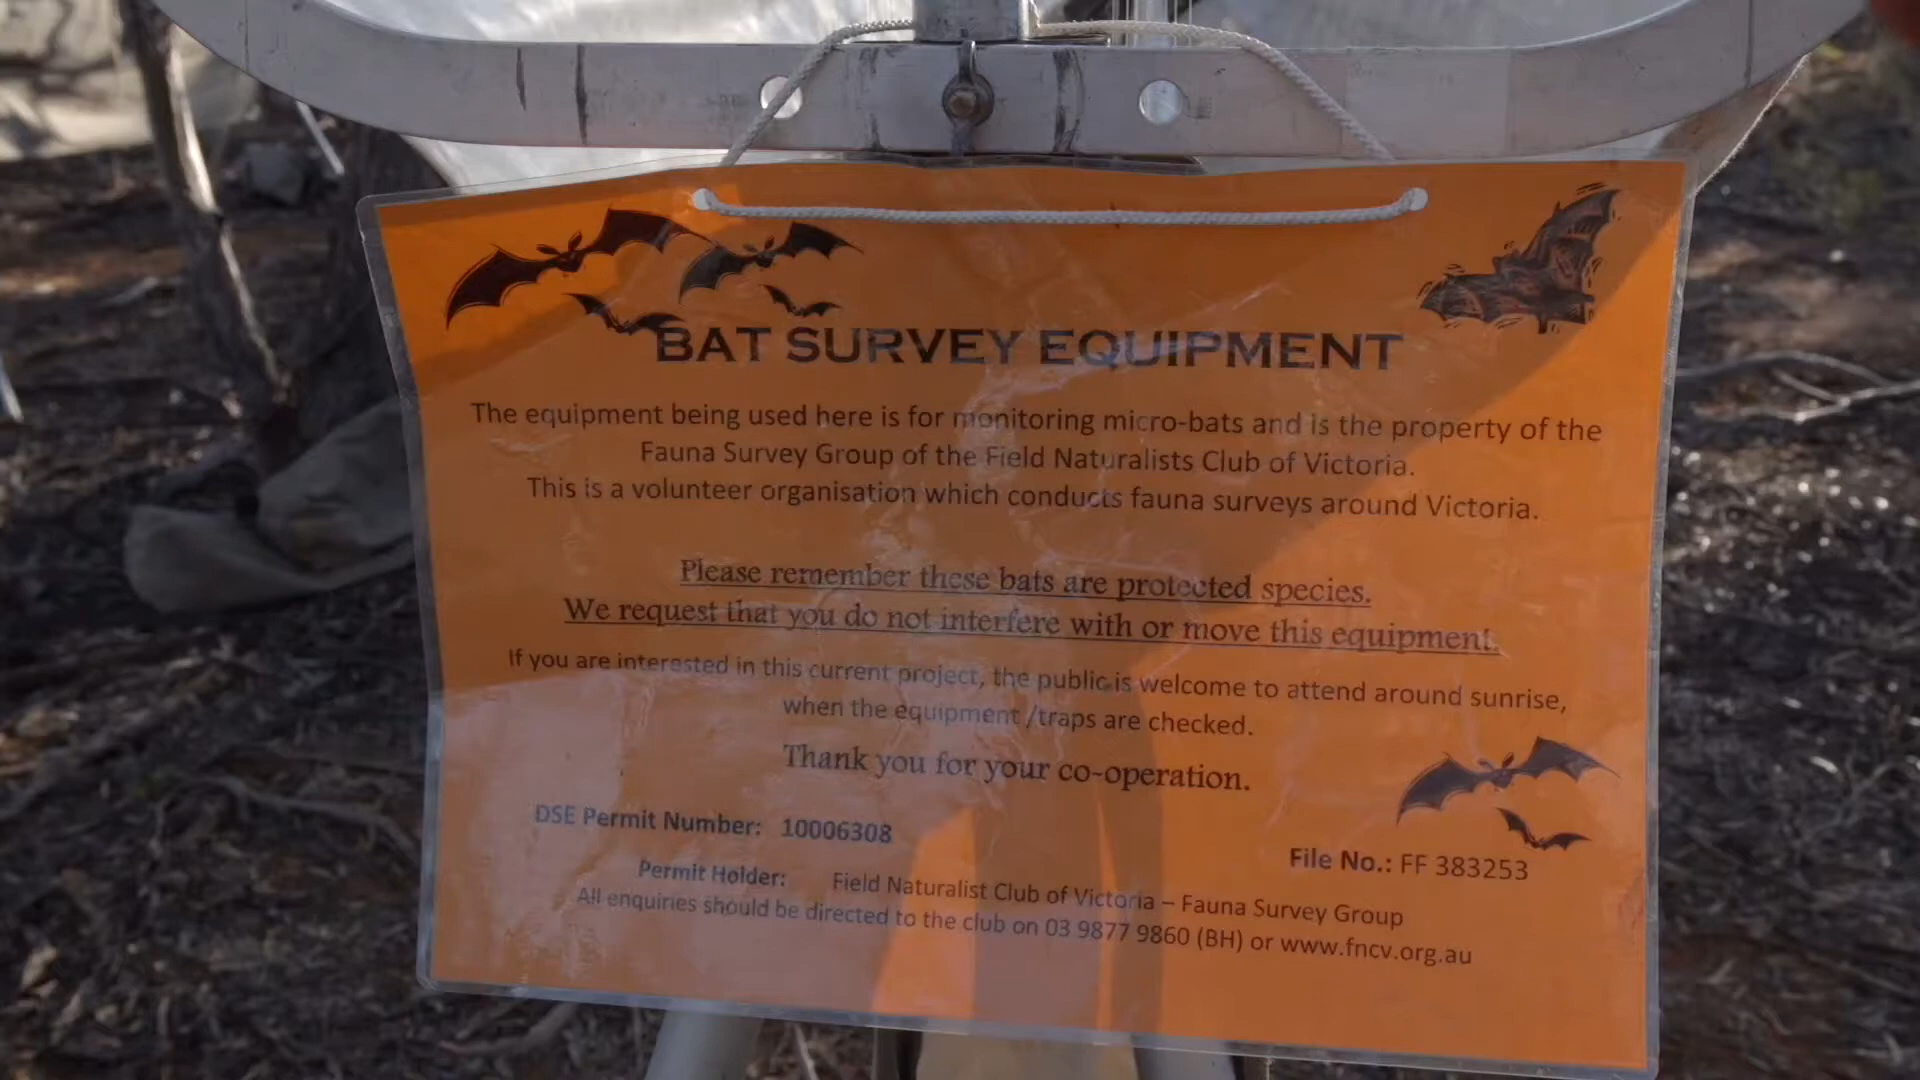 BAT SURVEY EQUIPMENT
The equipment being used here is for monitoring micro-bats and is the property of the
Fauna Survey Group of the Field Naturalists Club of Victoria.
This is a volunteer organisation which conducts fauna surveys around Victoria.
Please remember these bats are protected species.
We request that you do not interfere with or move this equipment.
If you are interested in this current project, the public is welcome to attend around sunrise,
when the equipment /traps are checked.
Thank you for your co-operation.
DSE Permit Number: 10006308
File No.: FF 383253
Permit Holder: Field Naturalist Club of Victoria – Fauna Survey Group
All enquiries should be directed to the club on 03 9877 9860 (BH) or www.fncv.org.au